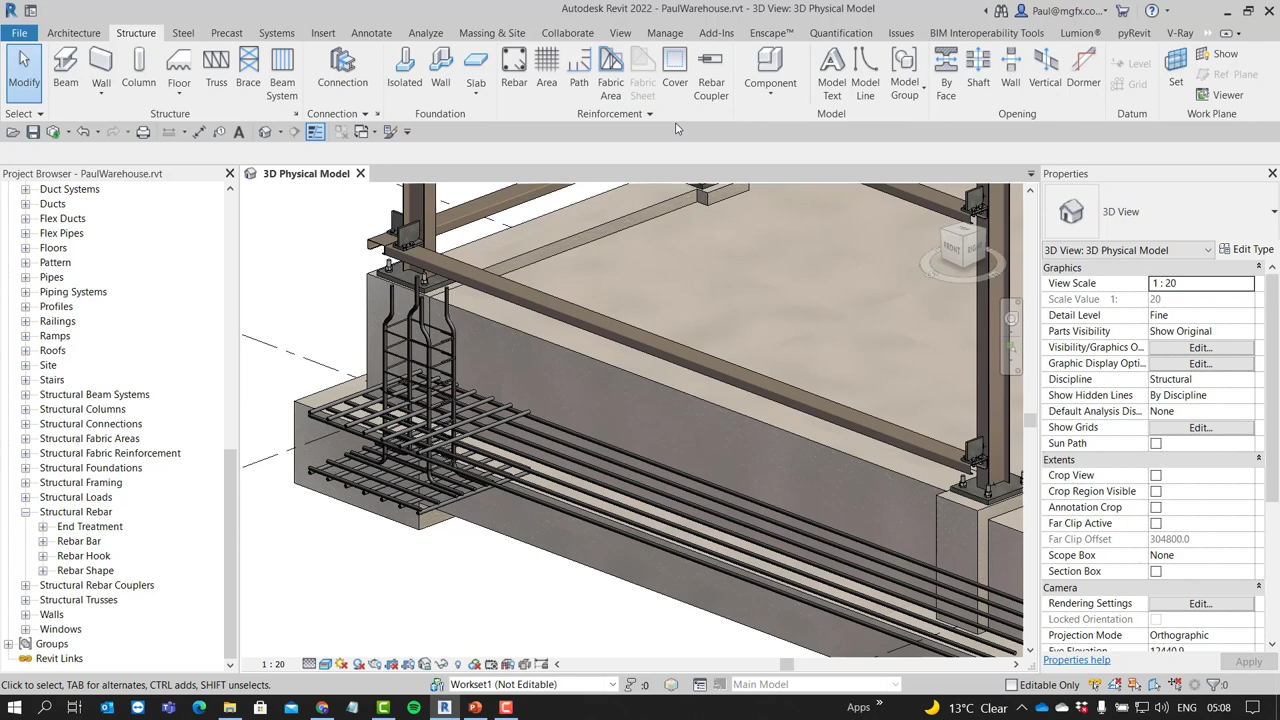 Autodesk Revit 2022 - PaulWarehouse.rvt - 3D View: 3D Physical Model
Paul@mgfx.co...
File Architecture Structure Steel Precast Systems Insert Annotate Analyze Massing & Site Collaborate View Manage Add-Ins Enscape™ Quantification Issues BIM Interoperability Tools Lumion® pyRevit V-Ray
Modify
Beam
Wall
Column
Floor
Truss
Brace
Beam System
Connection
Isolated
Wall
Slab
Rebar
Area
Path
Fabric Area
Fabric Sheet
Cover
Rebar Coupler
Component
Model Text
Model Line
Model Group
By Face
Shaft
Wall
Vertical
Dormer
Level
Grid
Set
Show
Ref Plane
Viewer
Select Structure Connection Foundation Reinforcement Model Opening Datum Work Plane
Project Browser - PaulWarehouse.rvt
Duct Systems
Ducts
Flex Ducts
Flex Pipes
Floors
Pattern
Pipes
Piping Systems
Profiles
Railings
Ramps
Roofs
Site
Stairs
Structural Beam Systems
Structural Columns
Structural Connections
Structural Fabric Areas
Structural Fabric Reinforcement
Structural Foundations
Structural Framing
Structural Loads
Structural Rebar
End Treatment
Rebar Bar
Rebar Hook
Rebar Shape
Structural Rebar Couplers
Structural Trusses
Walls
Windows
Groups
Revit Links
3D Physical Model
FRONT
RIGHT
1 : 20
Properties
3D View
3D View: 3D Physical Model Edit Type
Graphics
View Scale 1 : 20
Scale Value 1: 20
Detail Level Fine
Parts Visibility Show Original
Visibility/Graphics O... Edit...
Graphic Display Opti... Edit...
Discipline Structural
Show Hidden Lines By Discipline
Default Analysis Dis... None
Show Grids Edit...
Sun Path
Extents
Crop View
Crop Region Visible
Annotation Crop
Far Clip Active
Far Clip Offset 304800.0
Scope Box None
Section Box
Camera
Rendering Settings Edit...
Locked Orientation
Projection Mode Orthographic
Eye Elevation 12440.9
Properties help Apply
Click to select, TAB for alternates, CTRL adds, SHIFT unselects.
Workset1 (Not Editable) :0 Main Model Editable Only :0
Apps 13°C Clear ENG 05:08